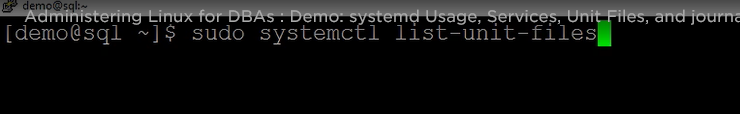 demo@sql:~
Administering Linux for DBAs : Demo: systemd Usage, Services, Unit Files, and journa
[demo@sql ~]$ sudo systemctl list-unit-files